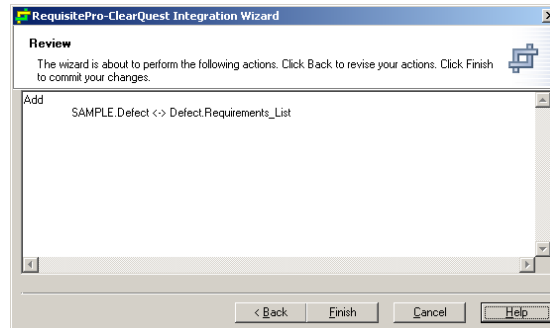 RequisitePro-ClearQuest Integration Wizard
Review
The wizard is about to perform the following actions. Click Back to revise your actions. Click Finish
to commit your changes.
Add
SAMPLE.Defect <-> Defect.Requirements_List
< Back Finish Cancel Help